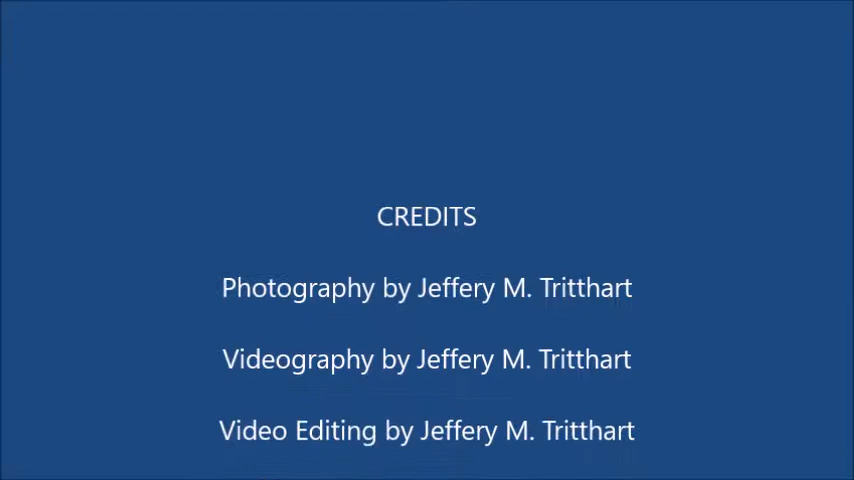 CREDITS
Photography by Jeffery M. Tritthart
Videography by Jeffery M. Tritthart
Video Editing by Jeffery M. Tritthart